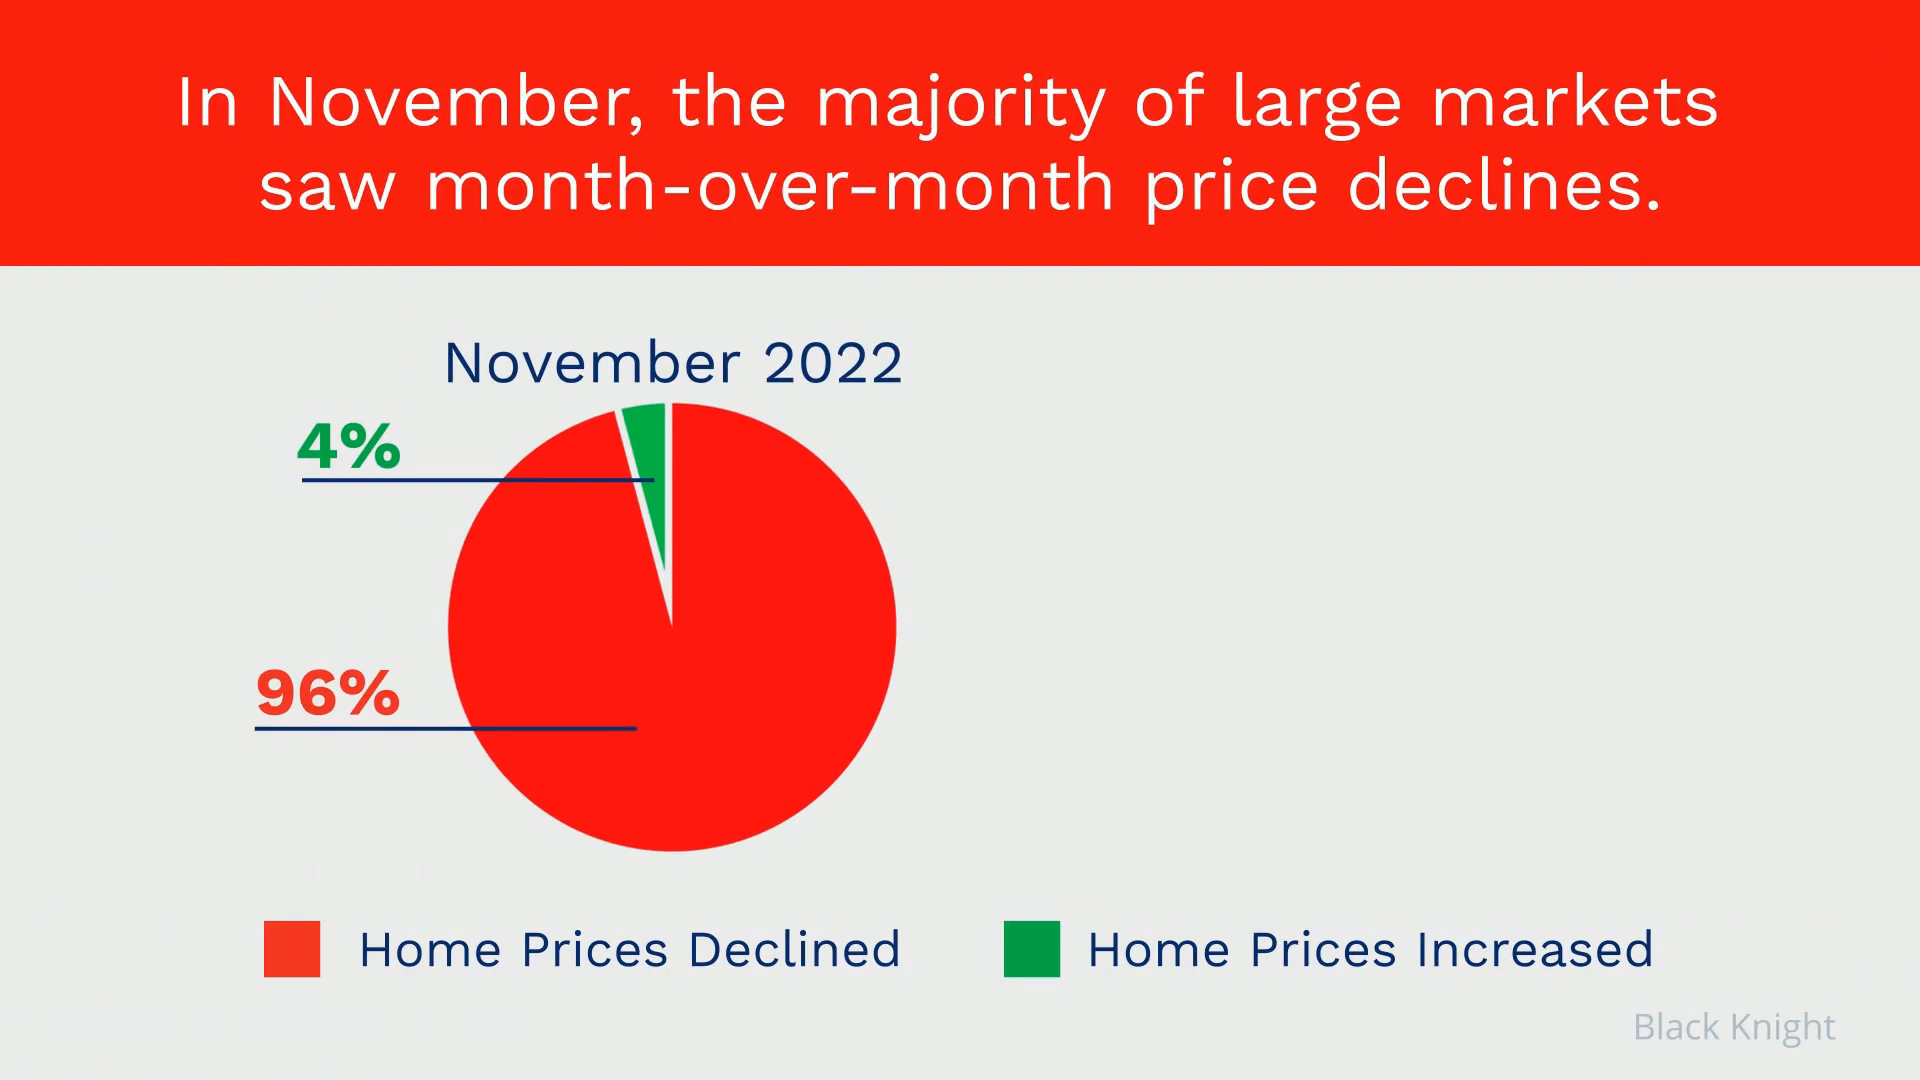 In November, the majority of large markets
saw month-over-month price declines.
November 2022
4%
96%
Home Prices Declined
Home Prices Increased
Black Knight